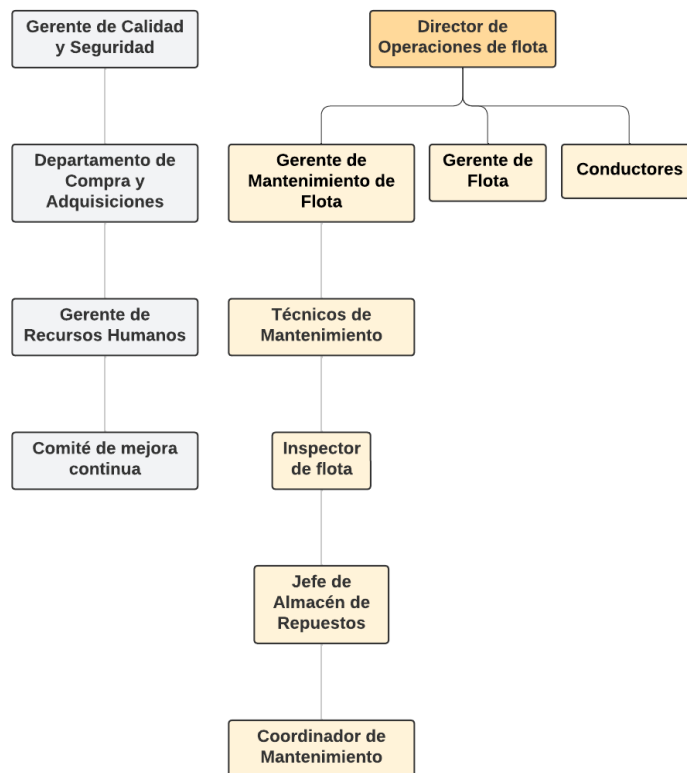 Gerente de Calidad
y Seguridad
Director de
Operaciones de flota
Departamento de
Compra y
Adquisiciones
Gerente de
Mantenimiento de
Flota
Gerente de
Flota
Conductores
Gerente de
Recursos Humanos
Técnicos de
Mantenimiento
Comité de mejora
continua
Inspector
de flota
Jefe de
Almacén de
Repuestos
Coordinador de
Mantenimiento